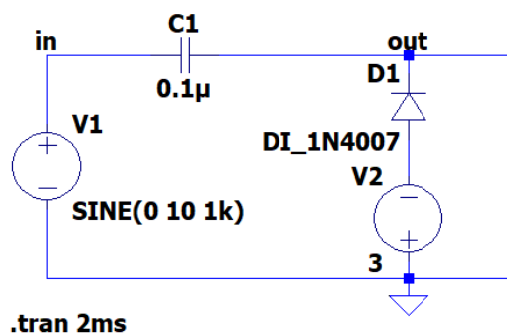 in
C1
out
0.1µ
D1
V1
DI_1N4007
V2
SINE(0 10 1k)
3
.tran 2ms